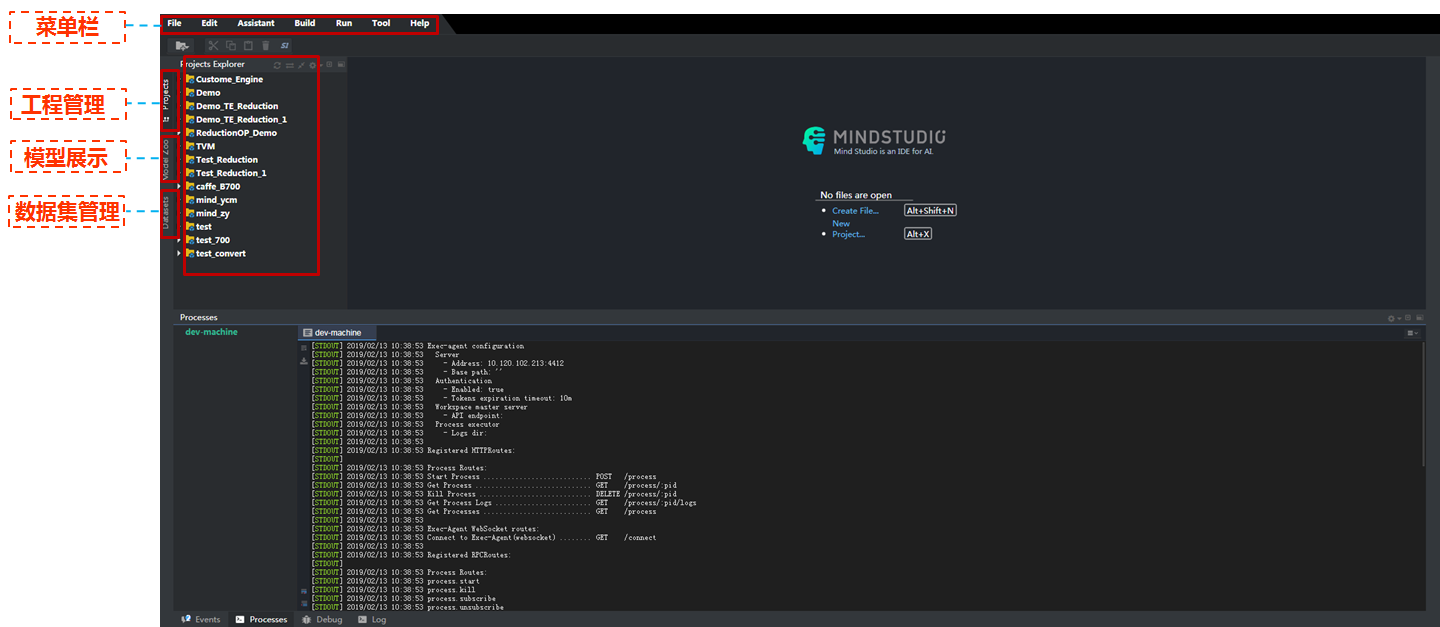 菜单栏
File Edit Assistant Build Run Tool Help
SI
Projects Explorer
工程管理
模型展示
数据集管理
Projects
Model Zoo
Datasets
Custome_Engine
Demo
Demo_TE_Reduction
Demo_TE_Reduction_1
ReductionOP_Demo
TVM
Test_Reduction
Test_Reduction_1
caffe_B700
mind_ycm
mind_zy
test
test_700
test_convert
MINDSTUDIO
Mind Studio is an IDE for AI.
No files are open
Create File... Alt+Shift+N
New
Project... Alt+X
Processes
dev-machine
dev-machine
[STDOUT] 2019/02/13 10:38:53 Exec-agent configuration
[STDOUT] 2019/02/13 10:38:53 Server
[STDOUT] 2019/02/13 10:38:53 - Address: 10.120.102.213:4412
[STDOUT] 2019/02/13 10:38:53 - Base path: ''
[STDOUT] 2019/02/13 10:38:53 Authentication
[STDOUT] 2019/02/13 10:38:53 - Enabled: true
[STDOUT] 2019/02/13 10:38:53 - Tokens expiration timeout: 10m
[STDOUT] 2019/02/13 10:38:53 Workspace master server
[STDOUT] 2019/02/13 10:38:53 - API endpoint:
[STDOUT] 2019/02/13 10:38:53 Process executor
[STDOUT] 2019/02/13 10:38:53 - Logs dir:
[STDOUT] 2019/02/13 10:38:53
[STDOUT] 2019/02/13 10:38:53 Registered HTTPRoutes:
[STDOUT]
[STDOUT] 2019/02/13 10:38:53 Process Routes:
[STDOUT] 2019/02/13 10:38:53 Start Process ........................... POST /process
[STDOUT] 2019/02/13 10:38:53 Get Process ............................. GET /process/:pid
[STDOUT] 2019/02/13 10:38:53 Kill Process ............................ DELETE /process/:pid
[STDOUT] 2019/02/13 10:38:53 Get Process Logs ........................ GET /process/:pid/logs
[STDOUT] 2019/02/13 10:38:53 Get Processes ........................... GET /process
[STDOUT] 2019/02/13 10:38:53
[STDOUT] 2019/02/13 10:38:53 Exec-Agent WebSocket routes:
[STDOUT] 2019/02/13 10:38:53 Connect to Exec-Agent(websocket) ........ GET /connect
[STDOUT] 2019/02/13 10:38:53
[STDOUT] 2019/02/13 10:38:53 Registered RPCRoutes:
[STDOUT]
[STDOUT] 2019/02/13 10:38:53 Process Routes:
[STDOUT] 2019/02/13 10:38:53 process.start
[STDOUT] 2019/02/13 10:38:53 process.kill
[STDOUT] 2019/02/13 10:38:53 process.subscribe
[STDOUT] 2019/02/13 10:38:53 process.unsubscribe
2 Events Processes Debug Log